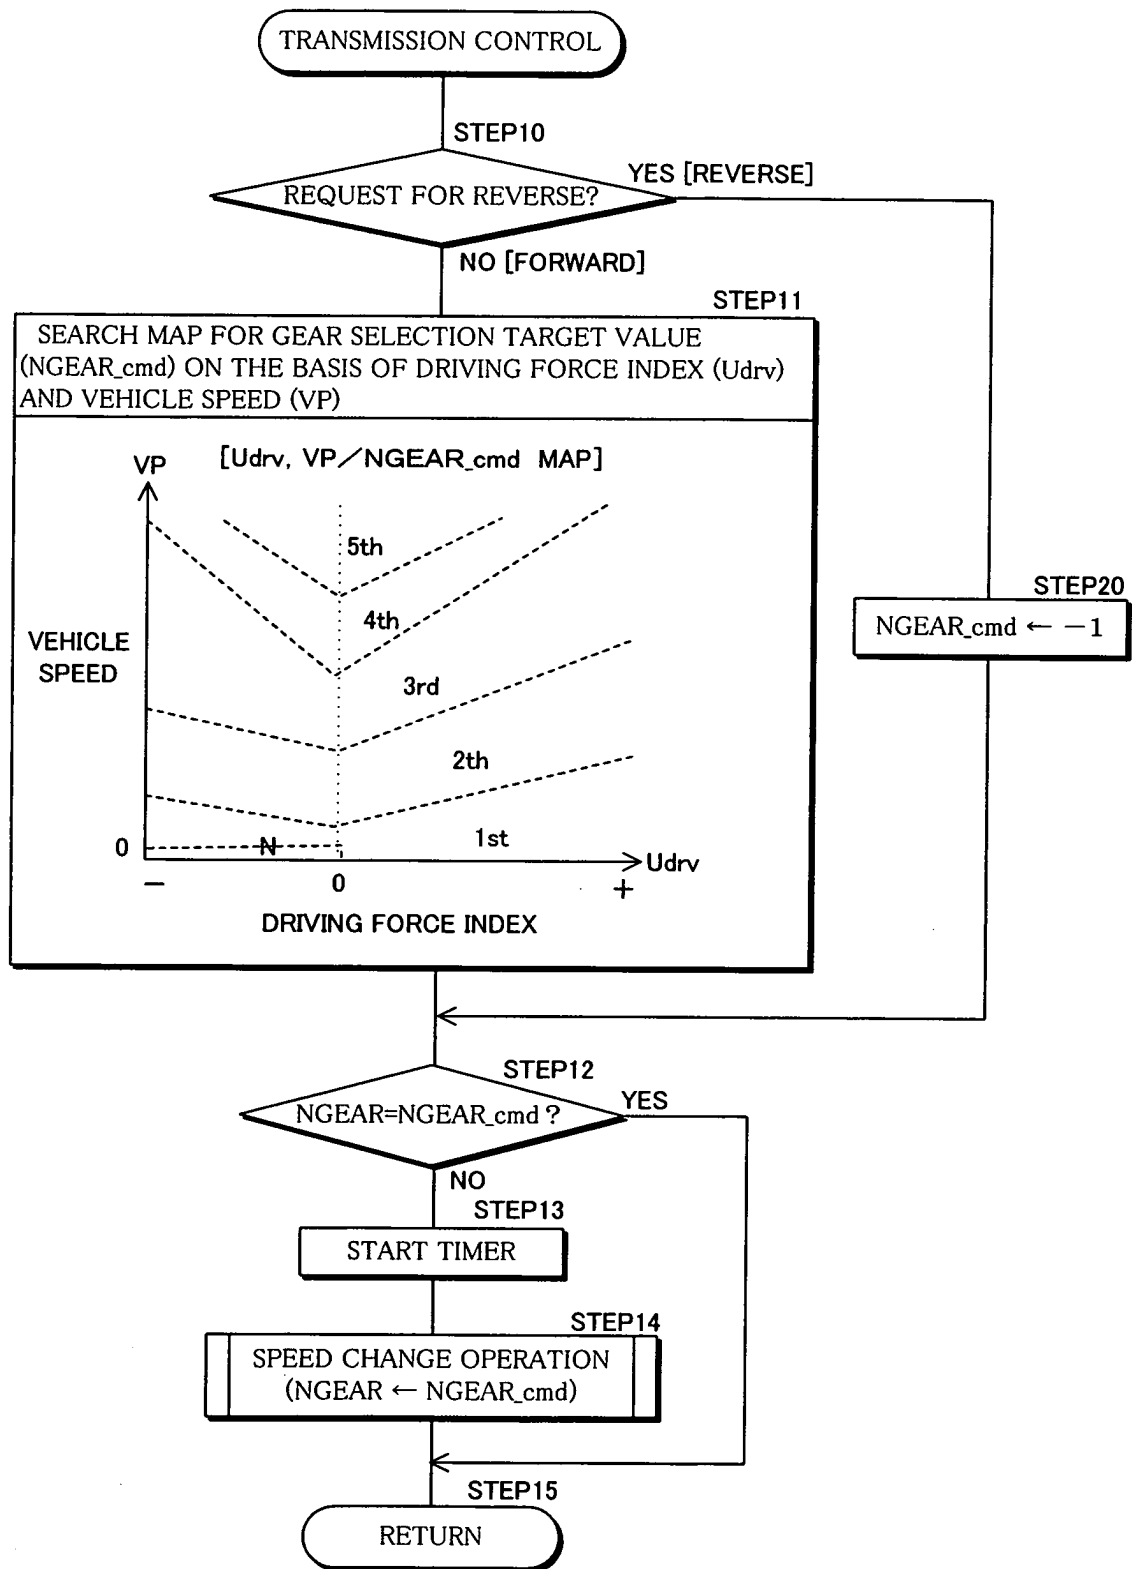 TRANSMISSION CONTROL
STEP10
REQUEST FOR REVERSE?
YES [REVERSE]
NO [FORWARD]
STEP11
SEARCH MAP FOR GEAR SELECTION TARGET VALUE
(NGEAR_cmd) ON THE BASIS OF DRIVING FORCE INDEX (Udrv)
AND VEHICLE SPEED (VP)
VP
[Udrv, VP/NGEAR_cmd MAP]
5th
4th
VEHICLE
SPEED
3rd
2th
1st
N
0
Udrv
−
0
+
DRIVING FORCE INDEX
STEP20
NGEAR_cmd ← −1
STEP12
NGEAR=NGEAR_cmd ?
YES
NO
STEP13
START TIMER
STEP14
SPEED CHANGE OPERATION
(NGEAR ← NGEAR_cmd)
STEP15
RETURN